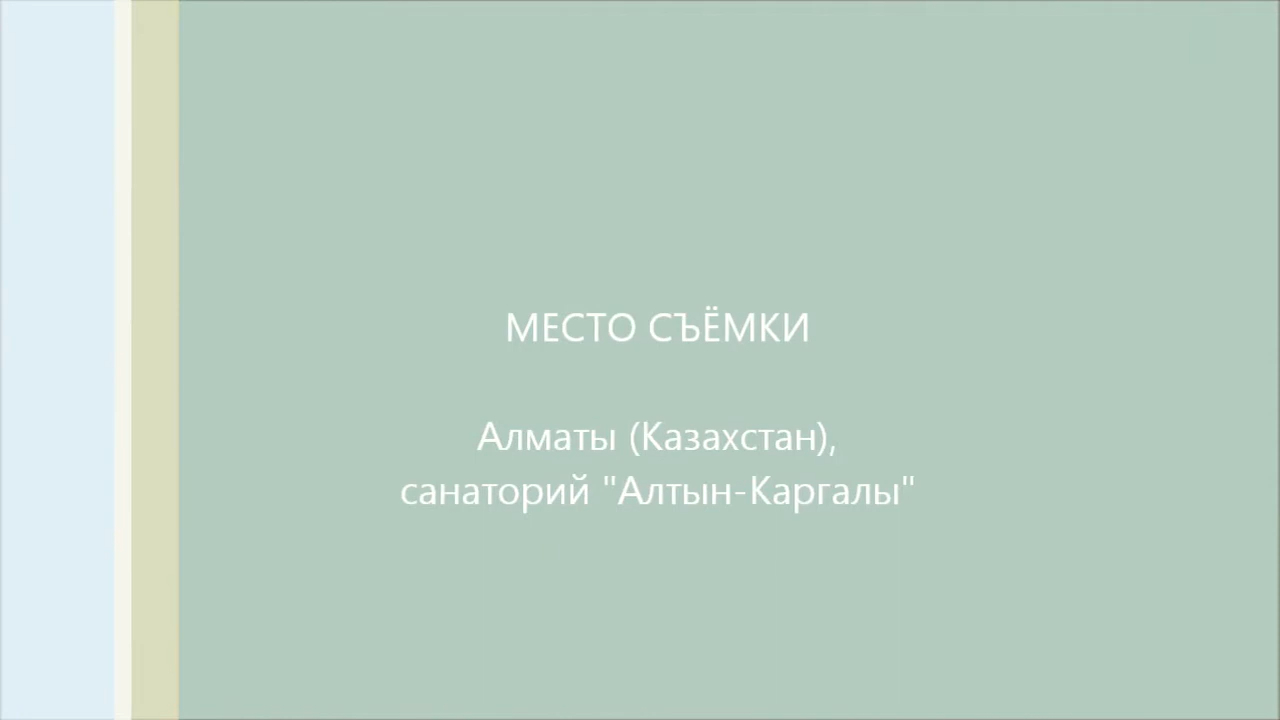 МЕСТО СЪЁМКИ
Алматы (Казахстан),
санаторий "Алтын-Каргалы"